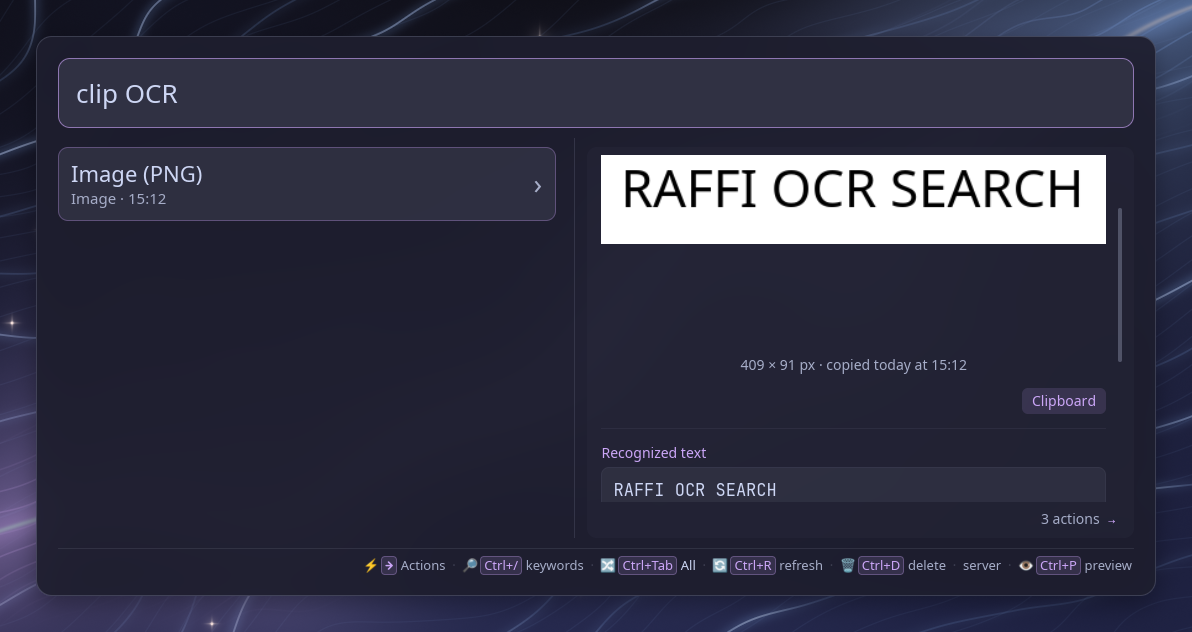 clip OCR
Image (PNG)
Image · 15:12
›
RAFFI OCR SEARCH
409 × 91 px · copied today at 15:12
Clipboard
Recognized text
RAFFI OCR SEARCH
3 actions →
⚡ → Actions · 🔎 Ctrl+/ keywords · 🔀 Ctrl+Tab All · 🔄 Ctrl+R refresh · 🗑️ Ctrl+D delete · server · 👁️ Ctrl+P preview